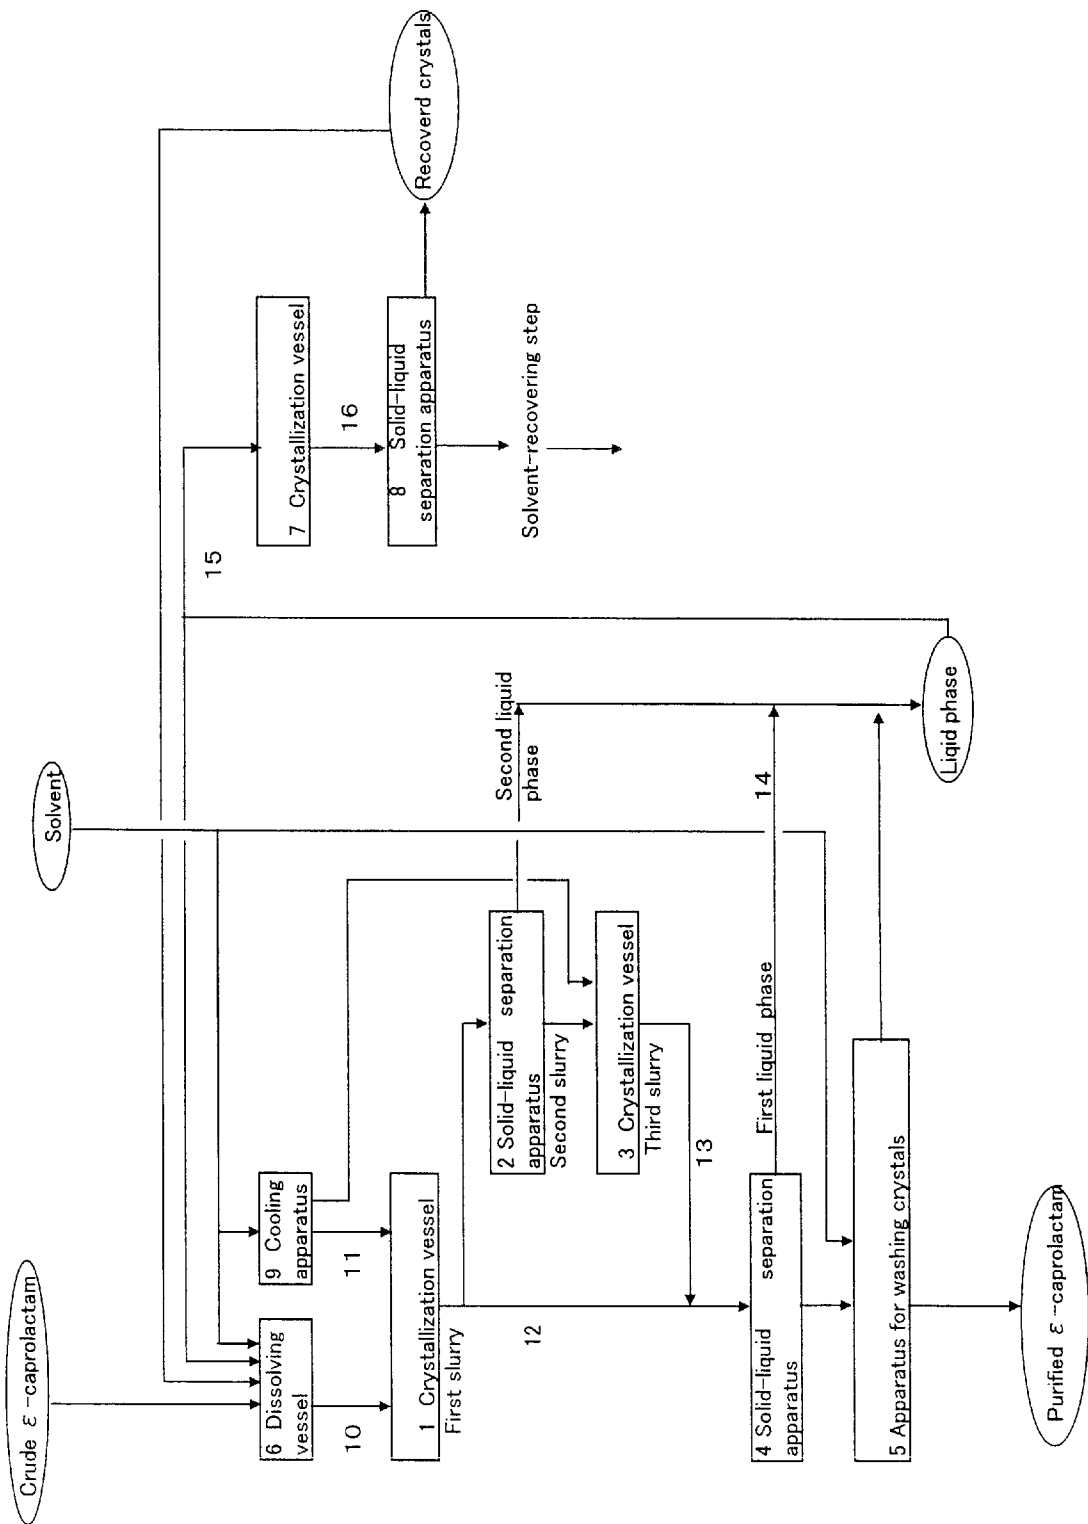 Crude ε-caprolactam
Solvent
6 Dissolving
vessel
9 Cooling
apparatus
10
11
1 Crystallization vessel
First slurry
12
2 Solid-liquid separation
apparatus
Second slurry
3 Crystallization vessel
Third slurry
13
Second liquid
phase
4 Solid-liquid separation
apparatus
First liquid phase
14
5 Apparatus for washing crystals
Purified ε-caprolactam
Liqid phase
15
7 Crystallization vessel
16
8 Solid-liquid
separation apparatus
Recoverd crystals
Solvent-recovering step